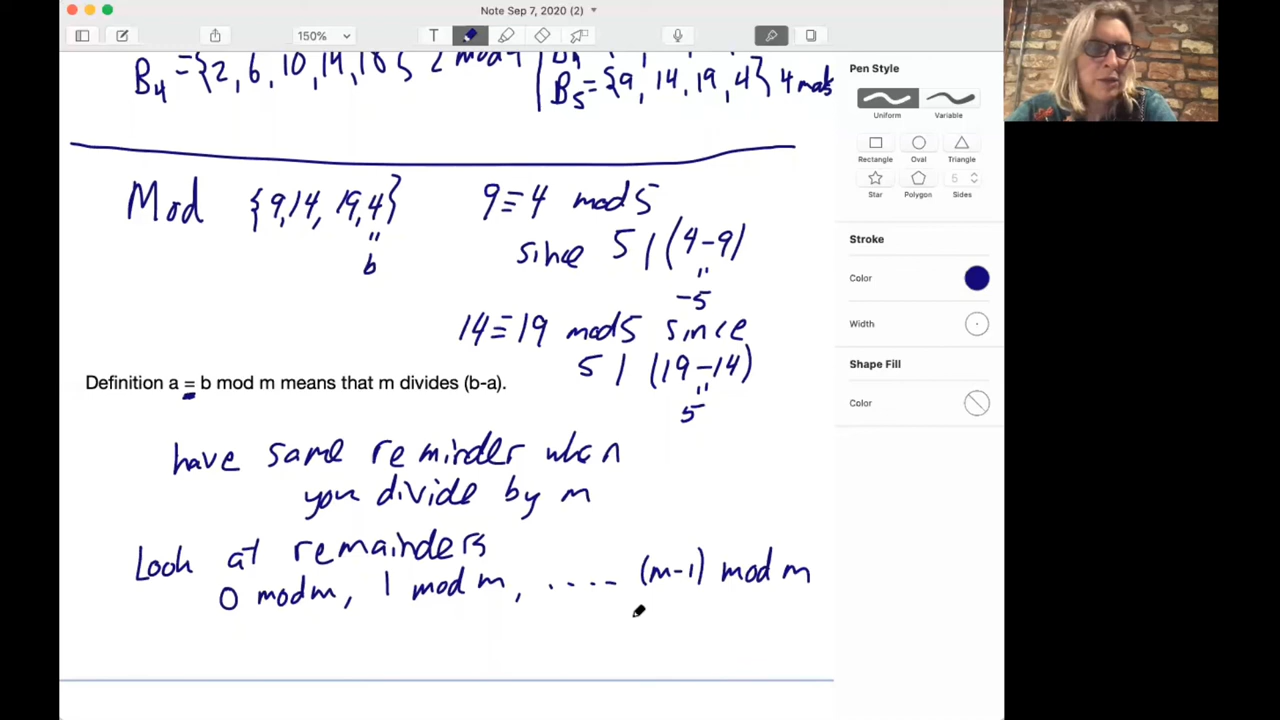 Note Sep 7, 2020 (2)
150%
T
Pen Style
Uniform Variable
Rectangle Oval Triangle
5
Star Polygon Sides
Stroke
Color
Width
Shape Fill
Color
B4 = {2, 6, 10, 14, 18} 2 mod 4
B5 = {9, 14, 19, 4} 4 mod 5
Mod {9, 14, 19, 4}
"
b
9 ≡ 4 mod 5
since 5 | (4-9)
"
-5
14 ≡ 19 mod 5 since
5 | (19-14)
"
5
Definition a = b mod m means that m divides (b-a).
have same reminder when
you divide by m
Look at remainders
0 mod m, 1 mod m, ..... (m-1) mod m